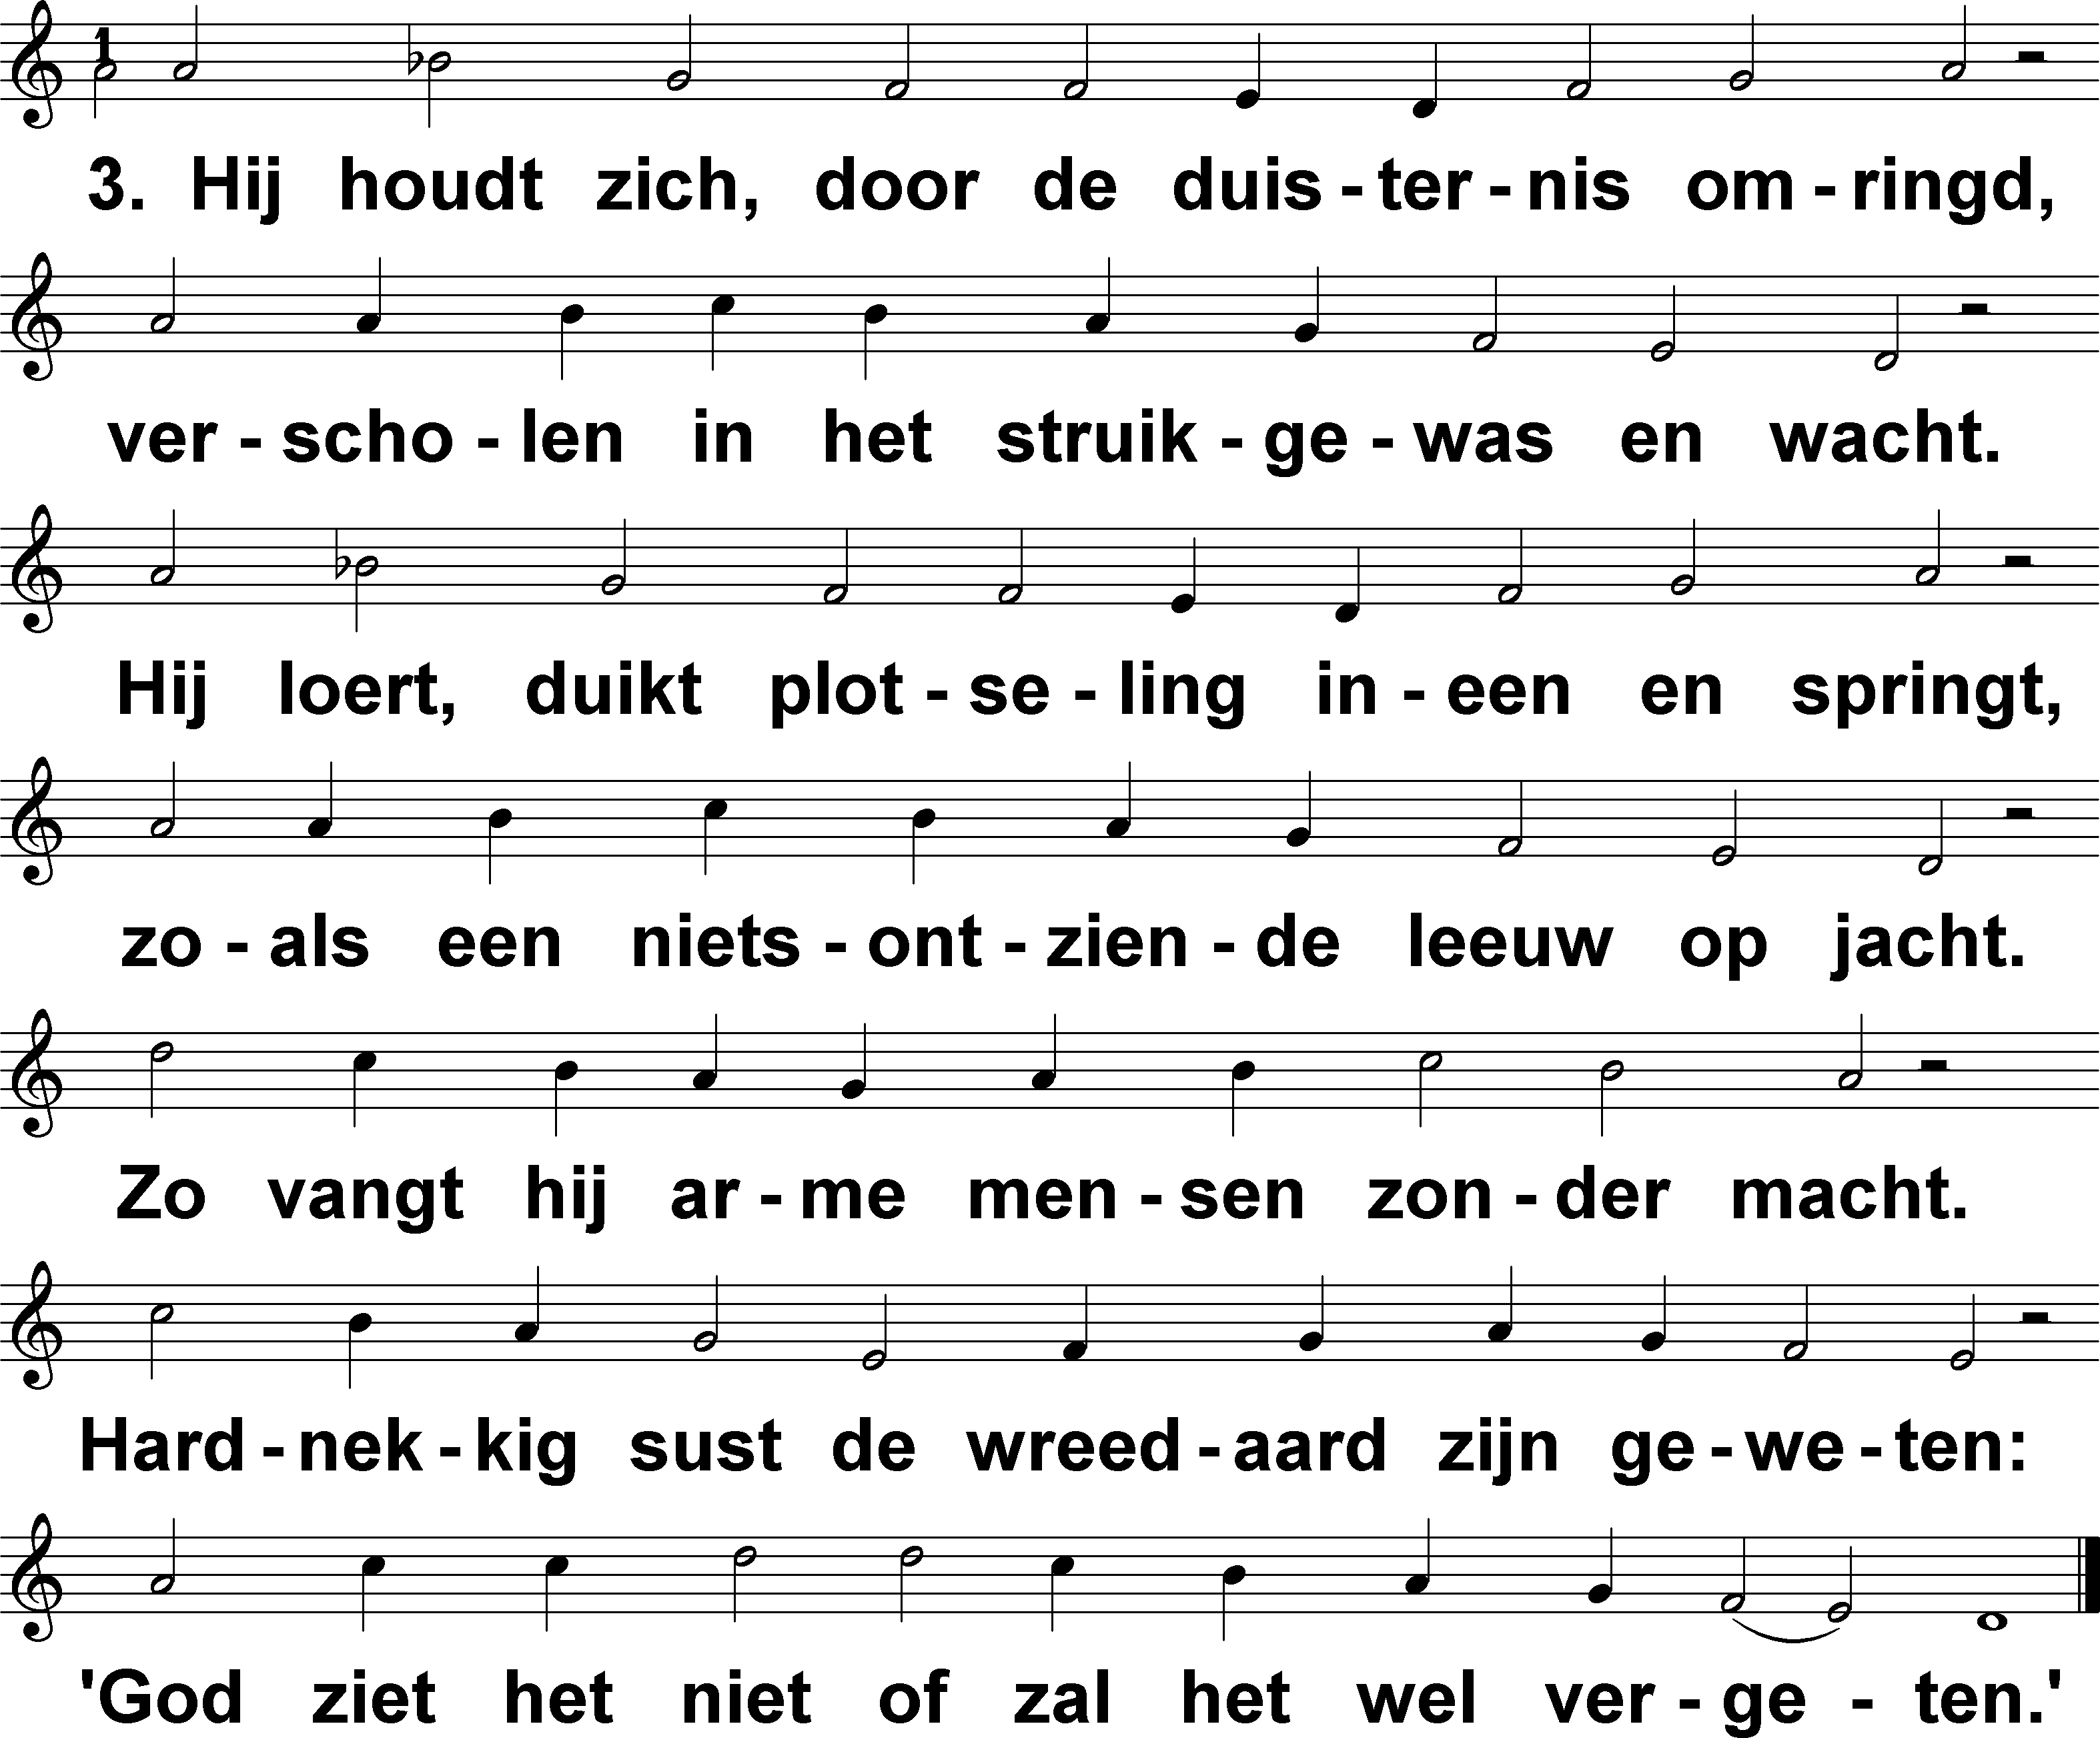 1
3. Hij houdt zich, door de duis - ter - nis om - ringd,
ver - scho - len in het struik - ge - was en wacht.
Hij loert, duikt plot - se - ling in - een en springt,
zo - als een niets - ont - zien - de leeuw op jacht.
Zo vangt hij ar - me men - sen zon - der macht.
Hard - nek - kig sust de wreed - aard zijn ge - we - ten:
'God ziet het niet of zal het wel ver - ge - ten.'